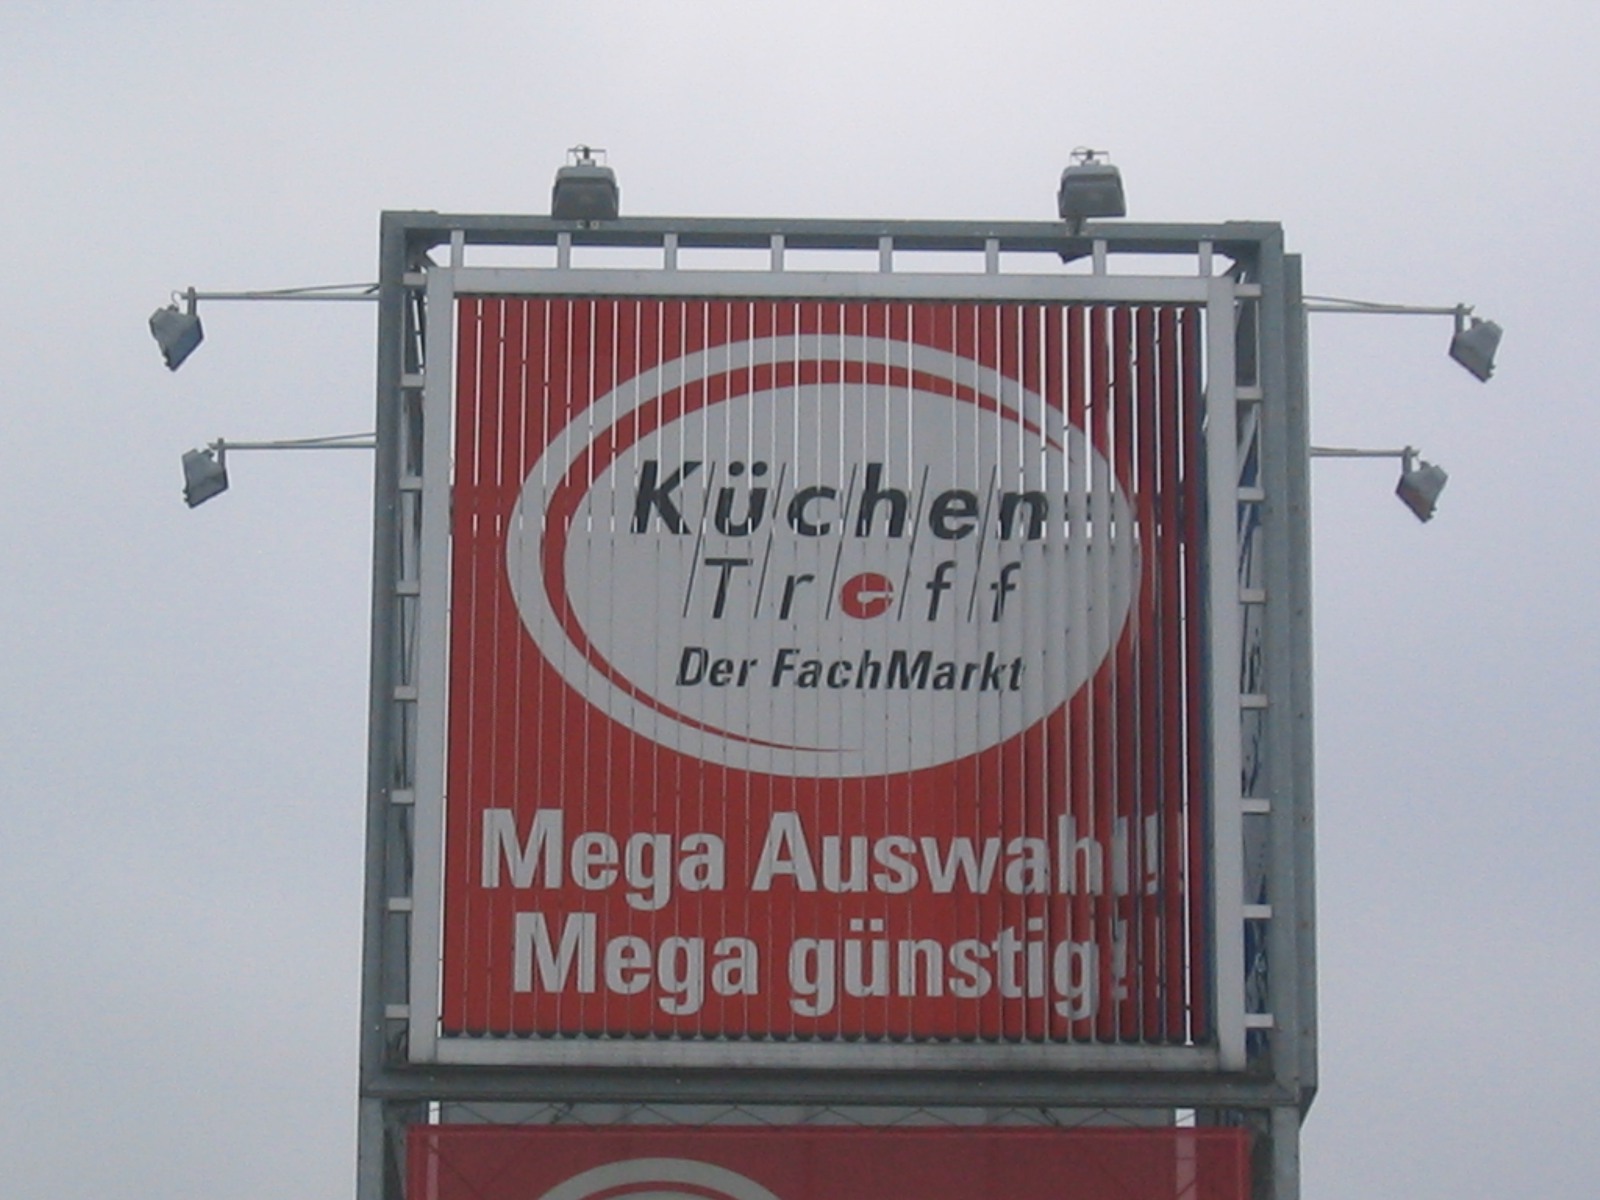 Küchen
Treff
Der FachMarkt
Mega Auswahl!
Mega günstig!